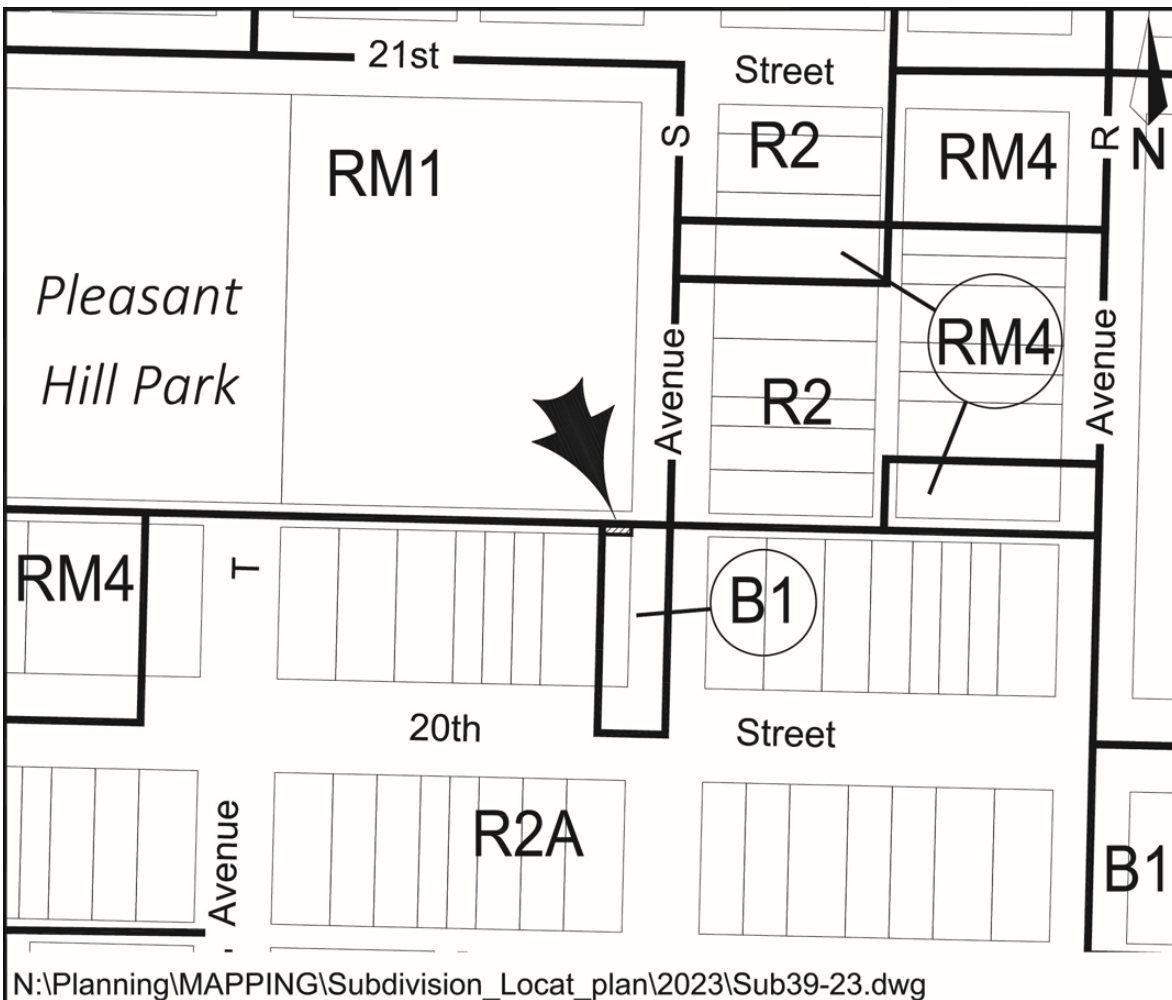 21st
Street
S
R
R2
RM4
N
RM1
Pleasant
Hill Park
RM4
Avenue
R2
Avenue
RM4
T
B1
20th
Street
R2A
Avenue
B1
N:\Planning\MAPPING\Subdivision_Locat_plan\2023\Sub39-23.dwg